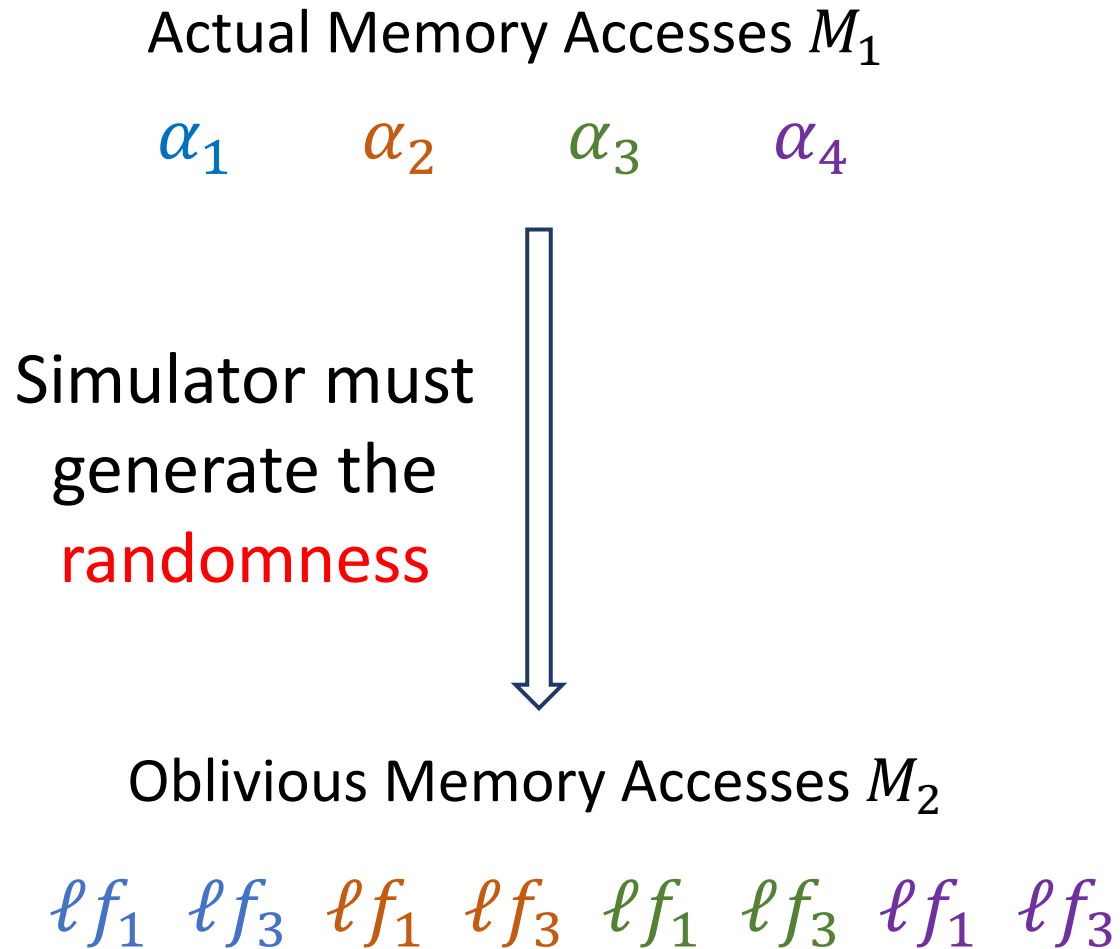 Actual Memory Accesses M₁
α₁ α₂ α₃ α₄
Simulator must
generate the
randomness
Oblivious Memory Accesses M₂
ℓf₁ ℓf₃ ℓf₁ ℓf₃ ℓf₁ ℓf₃ ℓf₁ ℓf₃